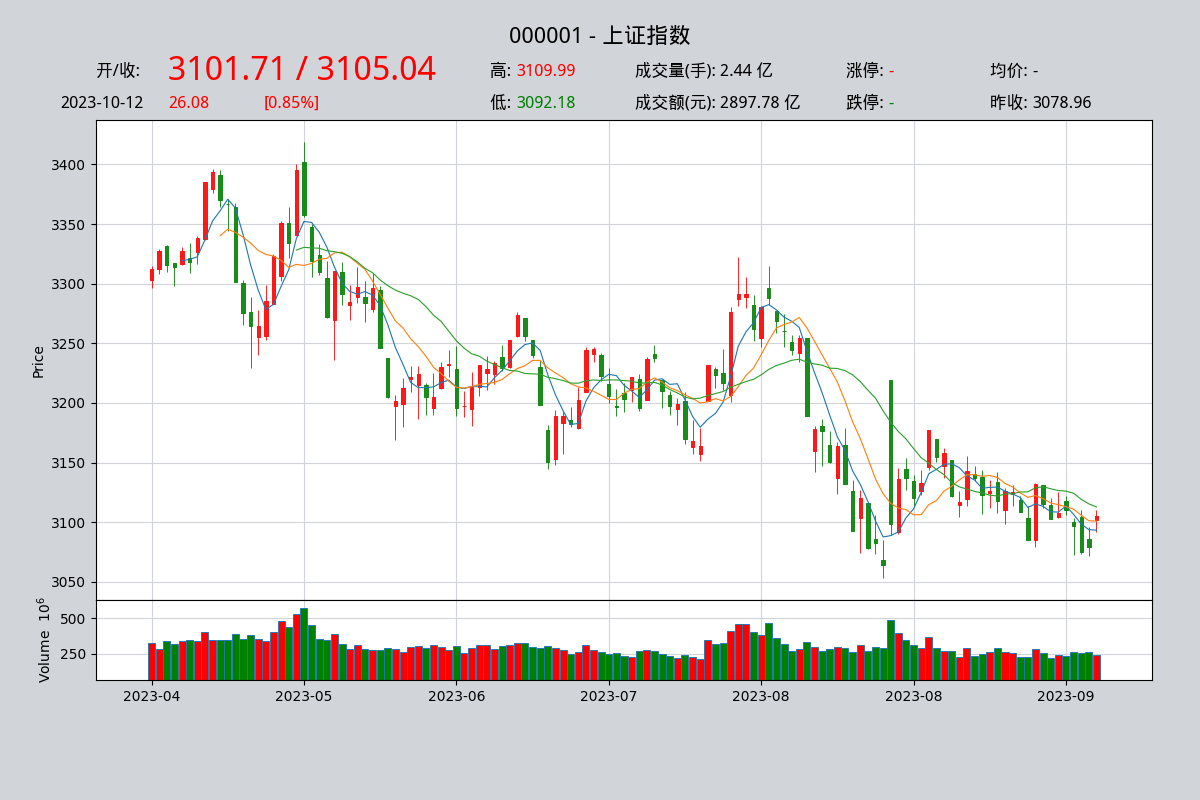 000001 - 上证指数
开/收: 3101.71 / 3105.04 高: 3109.99 成交量(手): 2.44 亿 涨停: - 均价: -
2023-10-12 26.08 [0.85%] 低: 3092.18 成交额(元): 2897.78 亿 跌停: - 昨收: 3078.96
3400
3350
3300
3250
3200
3150
3100
3050
Price
500
250
Volume 10^6
2023-04 2023-05 2023-06 2023-07 2023-08 2023-08 2023-09